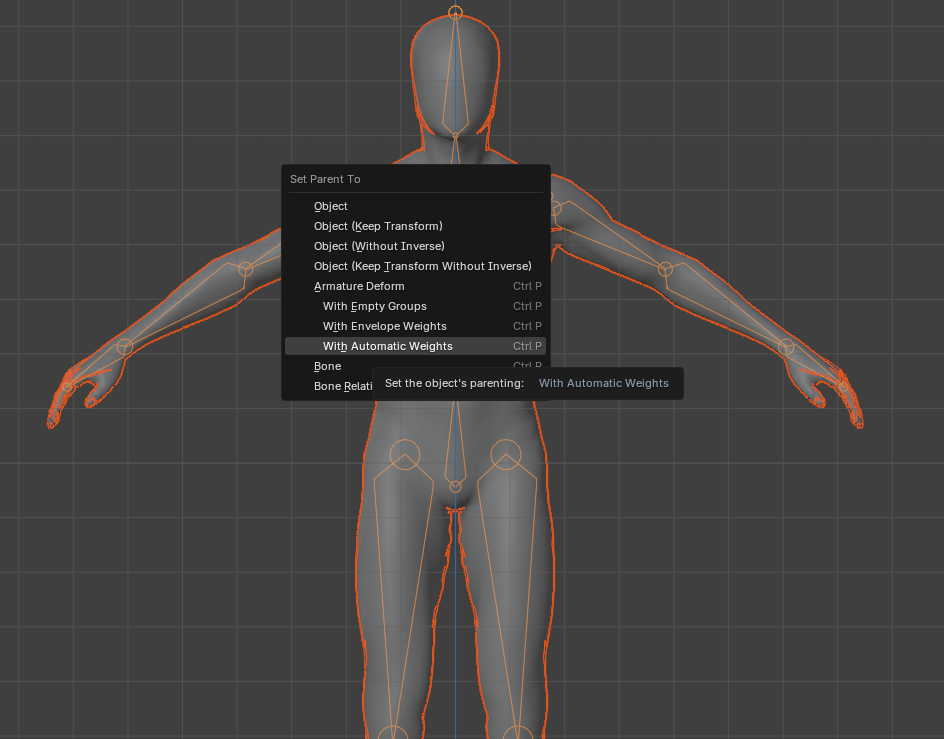 Set Parent To
Object
Object (Keep Transform)
Object (Without Inverse)
Object (Keep Transform Without Inverse)
Armature Deform Ctrl P
With Empty Groups Ctrl P
With Envelope Weights Ctrl P
With Automatic Weights Ctrl P
Bone Ctrl P
Set the object's parenting: With Automatic Weights
Bone